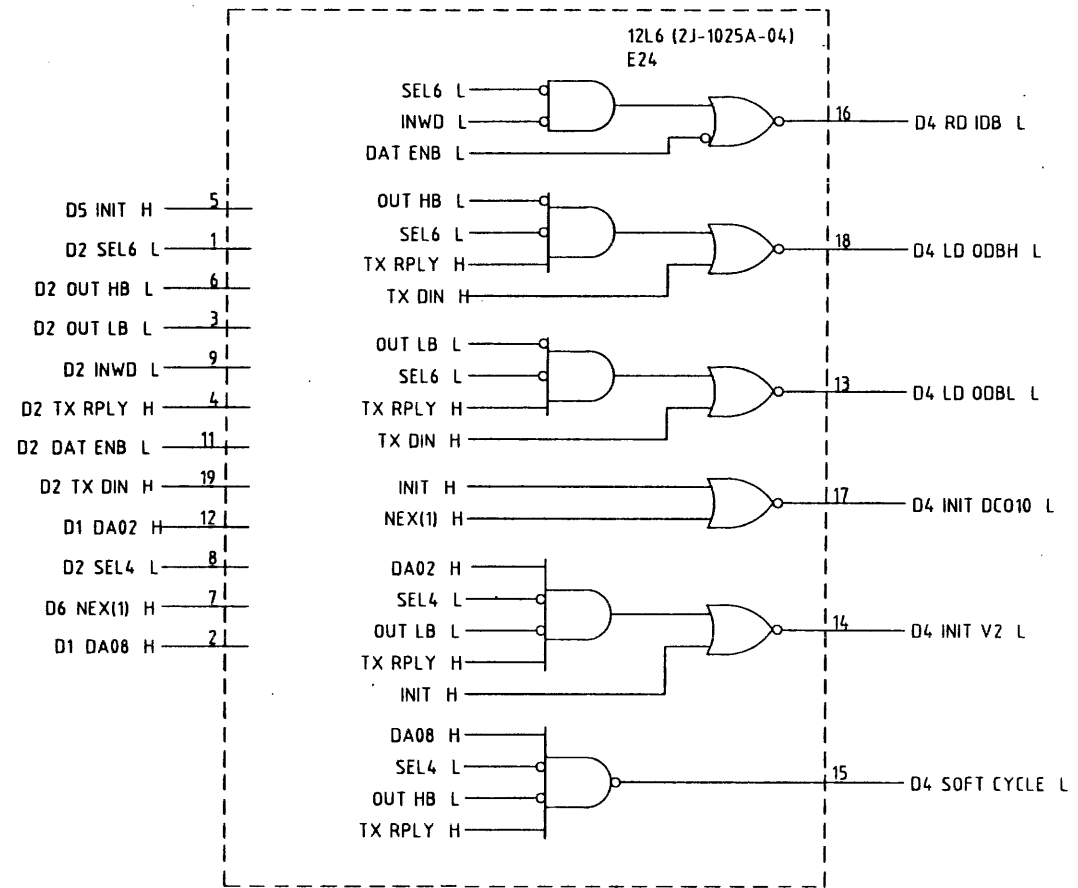 12L6 (2J-1025A-04)
E24
SEL6 L
INWD L
DAT ENB L
16 D4 RD IDB L
OUT HB L
SEL6 L
TX RPLY H
TX DIN H
18 D4 LD ODBH L
OUT LB L
SEL6 L
TX RPLY H
TX DIN H
13 D4 LD ODBL L
INIT H
NEX(1) H
17 D4 INIT DC010 L
DA02 H
SEL4 L
OUT LB L
TX RPLY H
INIT H
14 D4 INIT V2 L
DA08 H
SEL4 L
OUT HB L
TX RPLY H
15 D4 SOFT CYCLE L
D5 INIT H 5
D2 SEL6 L 1
D2 OUT HB L 6
D2 OUT LB L 3
D2 INWD L 9
D2 TX RPLY H 4
D2 DAT ENB L 11
D2 TX DIN H 19
D1 DA02 H 12
D2 SEL4 L 8
D6 NEX(1) H 7
D1 DA08 H 2